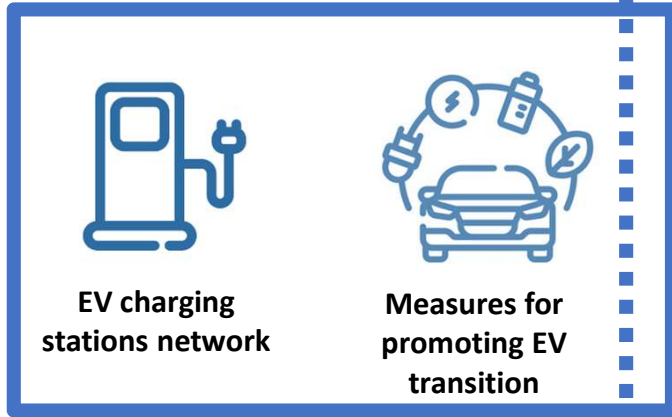 EV charging
stations network
Measures for
promoting EV
transition